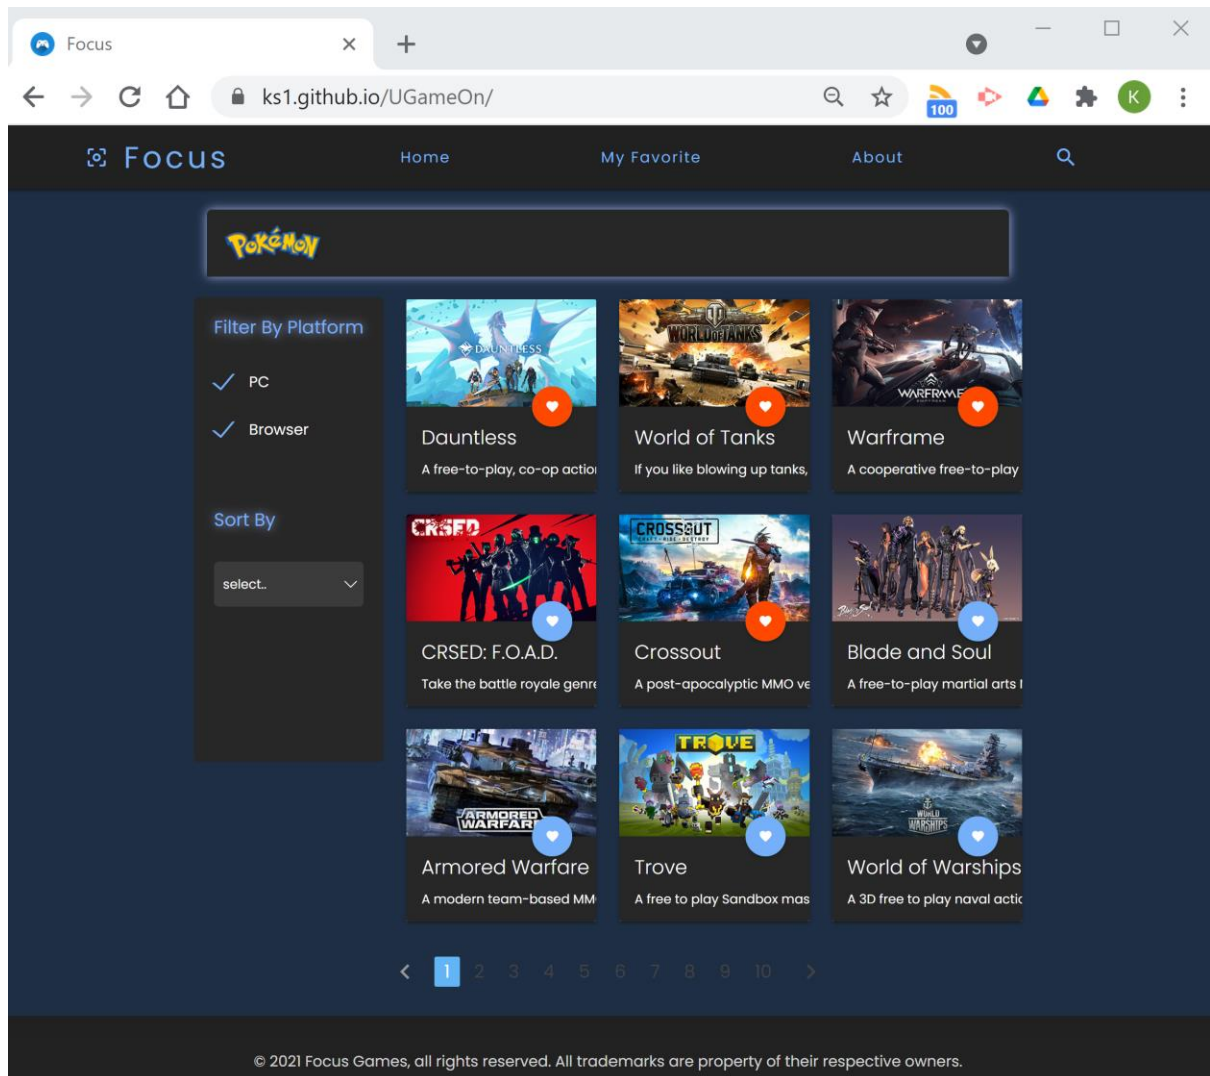 Focus
ks1.github.io/UGameOn/
100
K
Focus
Home
My Favorite
About
POKéMON
Filter By Platform
PC
Browser
Sort By
select..
DAUNTLESS
Dauntless
A free-to-play, co-op action
WORLD OF TANKS
World of Tanks
If you like blowing up tanks,
WARFRAME
Warframe
A cooperative free-to-play
CRSED
CRSED: F.O.A.D.
Take the battle royale genre
CROSSOUT
CRAFT • RIDE • DESTROY
Crossout
A post-apocalyptic MMO ve
Blade and Soul
A free-to-play martial arts
ARMORED
WARFARE
Armored Warfare
A modern team-based MM
TROVE
Trove
A free to play Sandbox mas
WORLD
WARSHIPS
World of Warships
A 3D free to play naval actic
1 2 3 4 5 6 7 8 9 10
© 2021 Focus Games, all rights reserved. All trademarks are property of their respective owners.